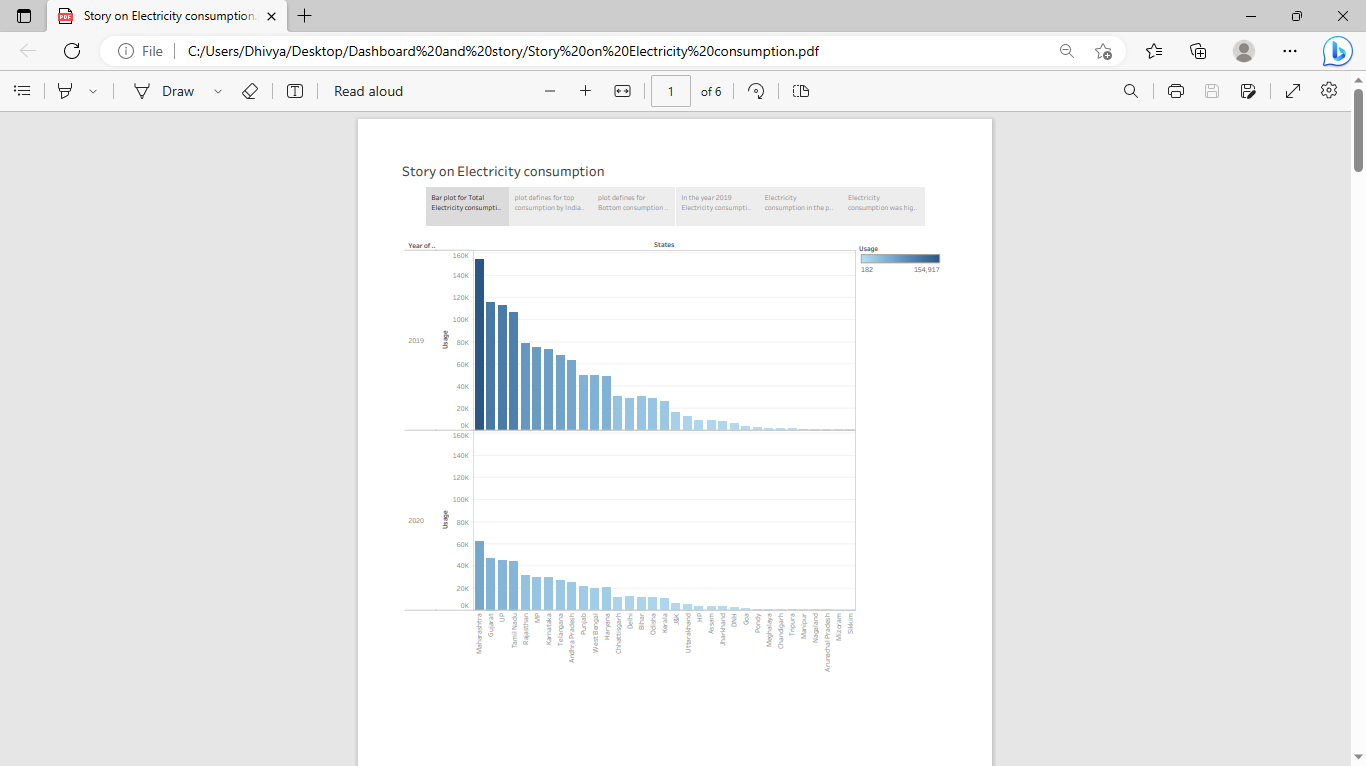 Story on Electricity consumption.
File
C:/Users/Dhivya/Desktop/Dashboard%20and%20story/Story%20on%20Electricity%20consumption.pdf
Draw
Read aloud
1
of 6
Story on Electricity consumption
Bar plot for Total
Electricity consumpti..
plot defines for top
consumption by India..
plot defines for
Bottom consumption ..
In the year 2019
Electricity consumpti..
Electricity
consumption in the p..
Electricity
consumption was hig..
Year of ..
States
Usage
182
154,917
2019
Usage
160K
140K
120K
100K
80K
60K
40K
20K
0K
2020
Usage
160K
140K
120K
100K
80K
60K
40K
20K
0K
Maharashtra
Gujarat
UP
Tamil Nadu
Rajasthan
MP
Karnataka
Telangana
Andhra Pradesh
Punjab
West Bengal
Haryana
Chhattisgarh
Delhi
Bihar
Odisha
Kerala
J&K
Uttarakhand
HP
Assam
Jharkhand
DNH
Goa
Pondy
Meghalaya
Chandigarh
Tripura
Manipur
Nagaland
Arunachal Pradesh
Mizoram
Sikkim